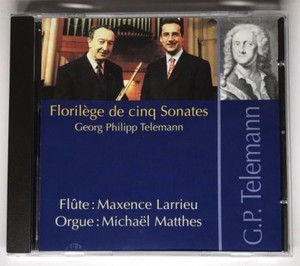 Florilège de cinq Sonates
Georg Philipp Telemann
Flûte : Maxence Larrieu
Orgue : Michaël Matthes
G.P. Telemann